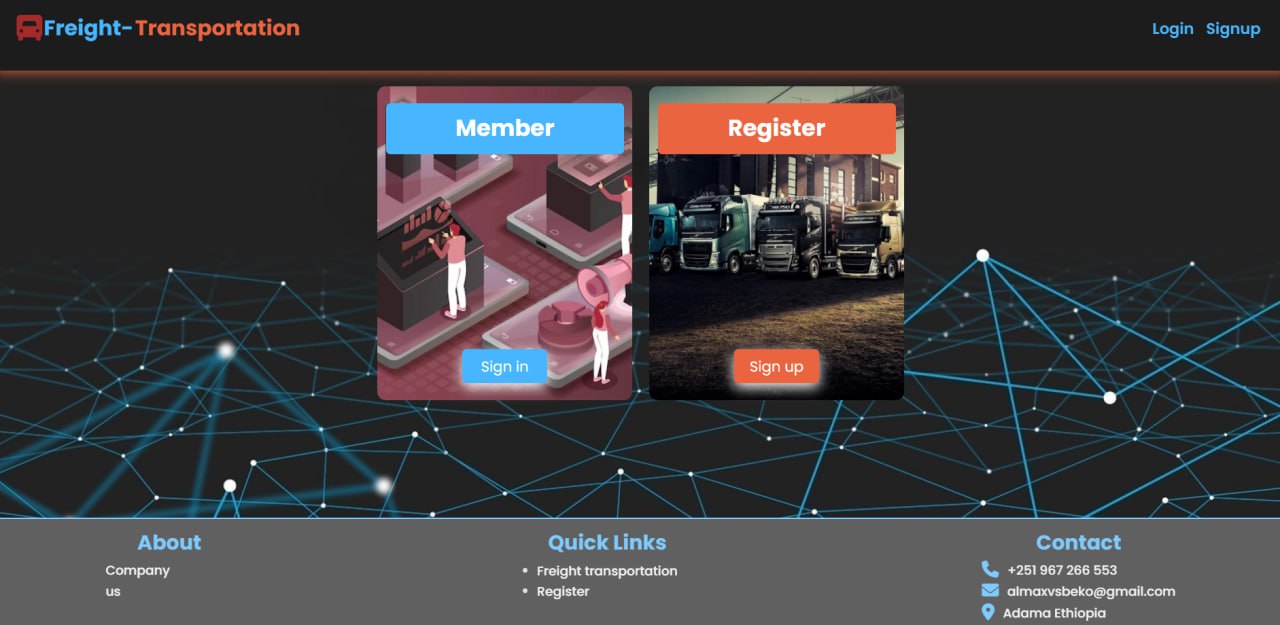 Freight-Transportation
Login Signup
Member
Register
Sign in
Sign up
About
Company
us
Quick Links
Freight transportation
Register
Contact
+251 967 266 553
almaxvsbeko@gmail.com
Adama Ethiopia